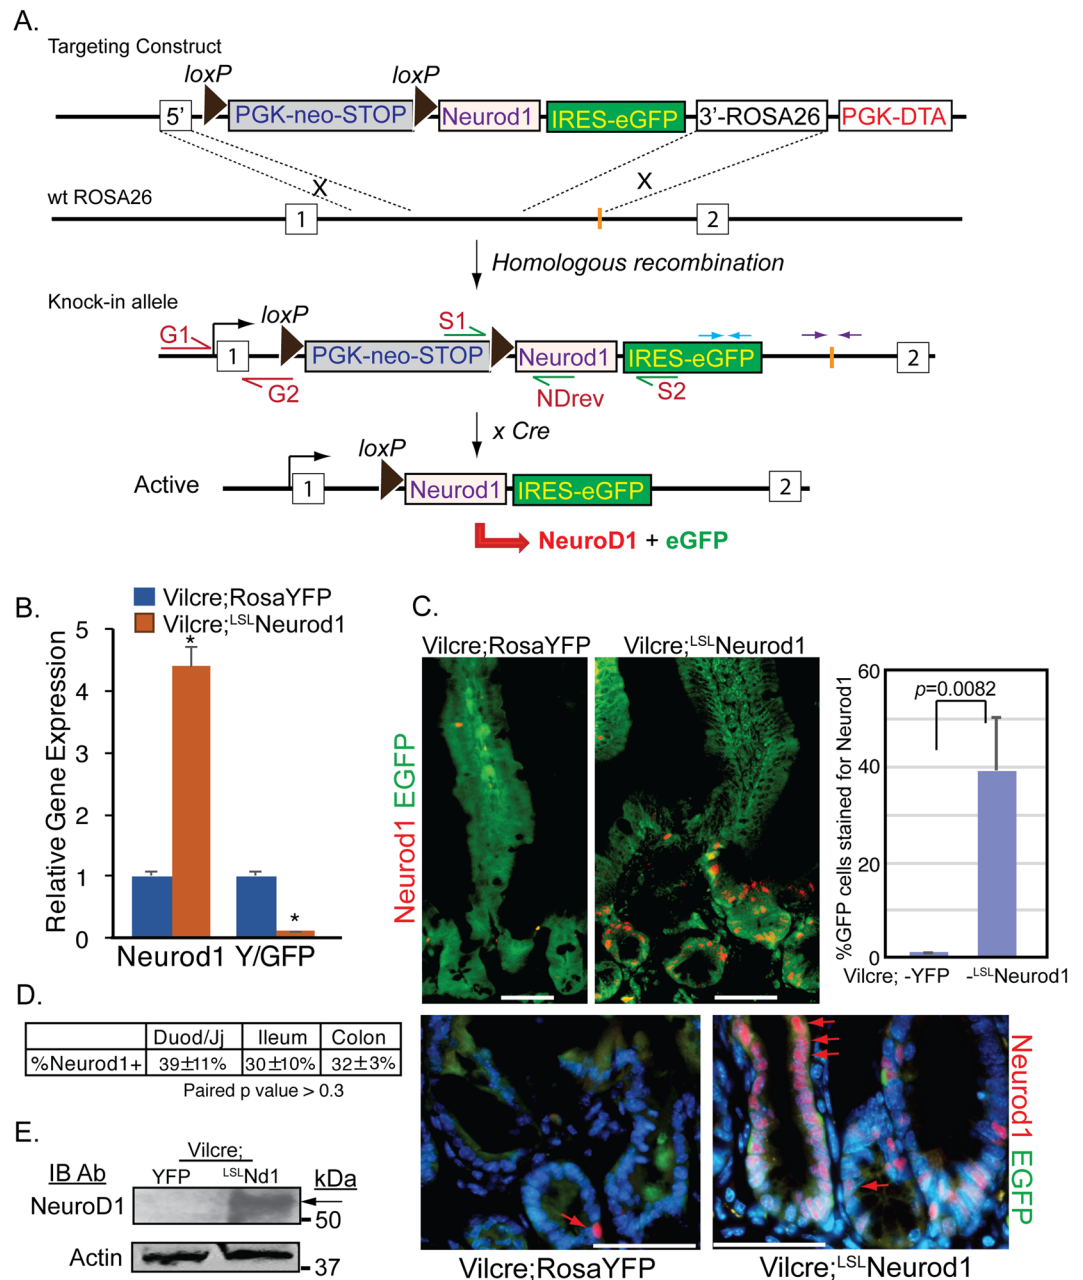 A.
Targeting Construct
loxP loxP
5' PGK-neo-STOP Neurod1 IRES-eGFP 3'-ROSA26 PGK-DTA
X X
wt ROSA26
1 2
Homologous recombination
Knock-in allele
loxP
G1 S1
1 PGK-neo-STOP Neurod1 IRES-eGFP 2
G2 NDrev S2
x Cre
loxP
Active 1 Neurod1 IRES-eGFP 2
NeuroD1 + eGFP
B.
Vilcre;RosaYFP
Vilcre;LSLNeurod1
Relative Gene Expression
5
4
3
2
1
0
*
*
Neurod1 Y/GFP
C.
Vilcre;RosaYFP Vilcre;LSLNeurod1
Neurod1 EGFP
%GFP cells stained for Neurod1
60
40
20
0
p=0.0082
Vilcre; -YFP -LSLNeurod1
Neurod1 EGFP
Vilcre;RosaYFP Vilcre;LSLNeurod1
D.
Duod/Jj Ileum Colon
%Neurod1+ 39±11% 30±10% 32±3%
Paired p value > 0.3
E.
Vilcre;
IB Ab YFP LSLNd1 kDa
NeuroD1
50
Actin
37